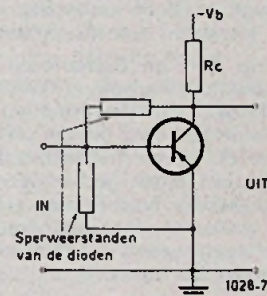 -Vb
Rc
UIT
IN
Sperweerstanden
van de dioden
1028-7